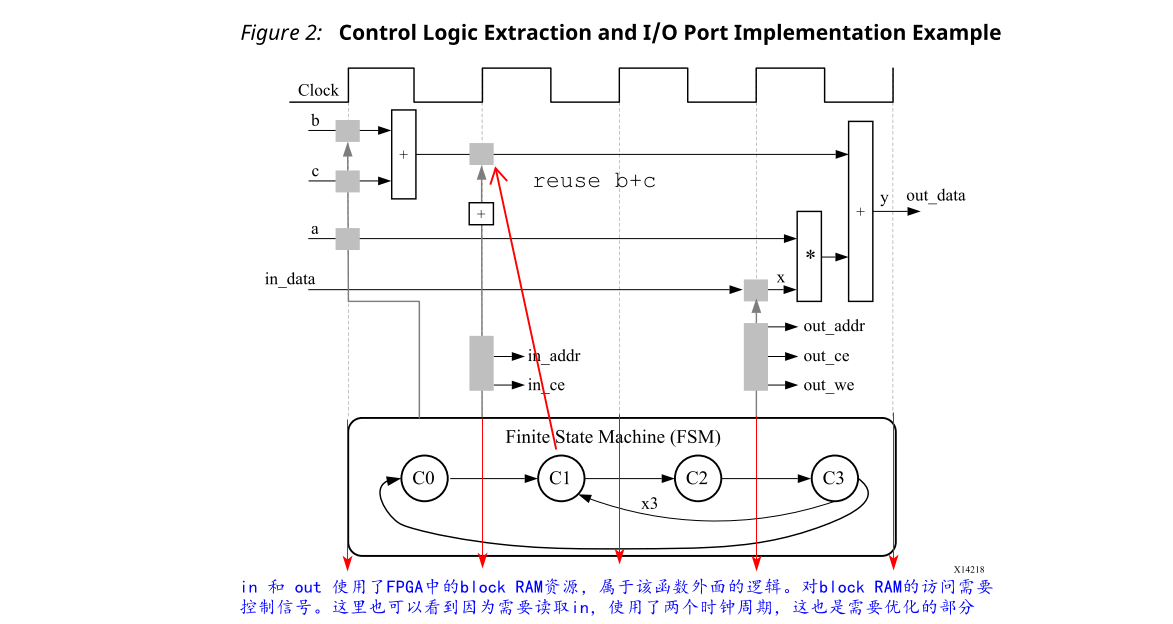 Figure 2: Control Logic Extraction and I/O Port Implementation Example
Clock
b
c
+
reuse b+c
+
a
in_data
*
x
+
y
out_data
in_addr
in_ce
out_addr
out_ce
out_we
Finite State Machine (FSM)
C0
C1
C2
C3
x3
X14218
in 和 out 使用了FPGA中的block RAM资源，属于该函数外面的逻辑。对block RAM的访问需要
控制信号。这里也可以看到因为需要读取in，使用了两个时钟周期，这也是需要优化的部分